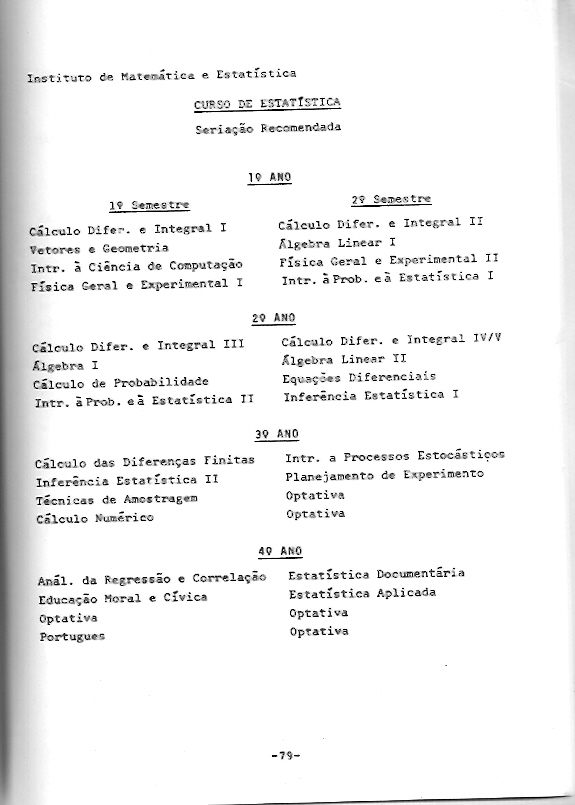 Instituto de Matemática e Estatística
CURSO DE ESTATÍSTICA
Seriação Recomendada
1º ANO
1º Semestre
Cálculo Difer. e Integral I
Vetores e Geometria
Intr. à Ciência de Computação
Física Geral e Experimental I
2º Semestre
Cálculo Difer. e Integral II
Álgebra Linear I
Física Geral e Experimental II
Intr. à Prob. e à Estatística I
2º ANO
Cálculo Difer. e Integral III
Álgebra I
Cálculo de Probabilidade
Intr. à Prob. e à Estatística II
Cálculo Difer. e Integral IV/V
Álgebra Linear II
Equações Diferenciais
Inferência Estatística I
3º ANO
Cálculo das Diferenças Finitas
Inferência Estatística II
Técnicas de Amostragem
Cálculo Numérico
Intr. a Processos Estocásticos
Planejamento de Experimento
Optativa
Optativa
4º ANO
Anál. da Regressão e Correlação
Educação Moral e Cívica
Optativa
Portugues
Estatística Documentária
Estatística Aplicada
Optativa
Optativa
-79-